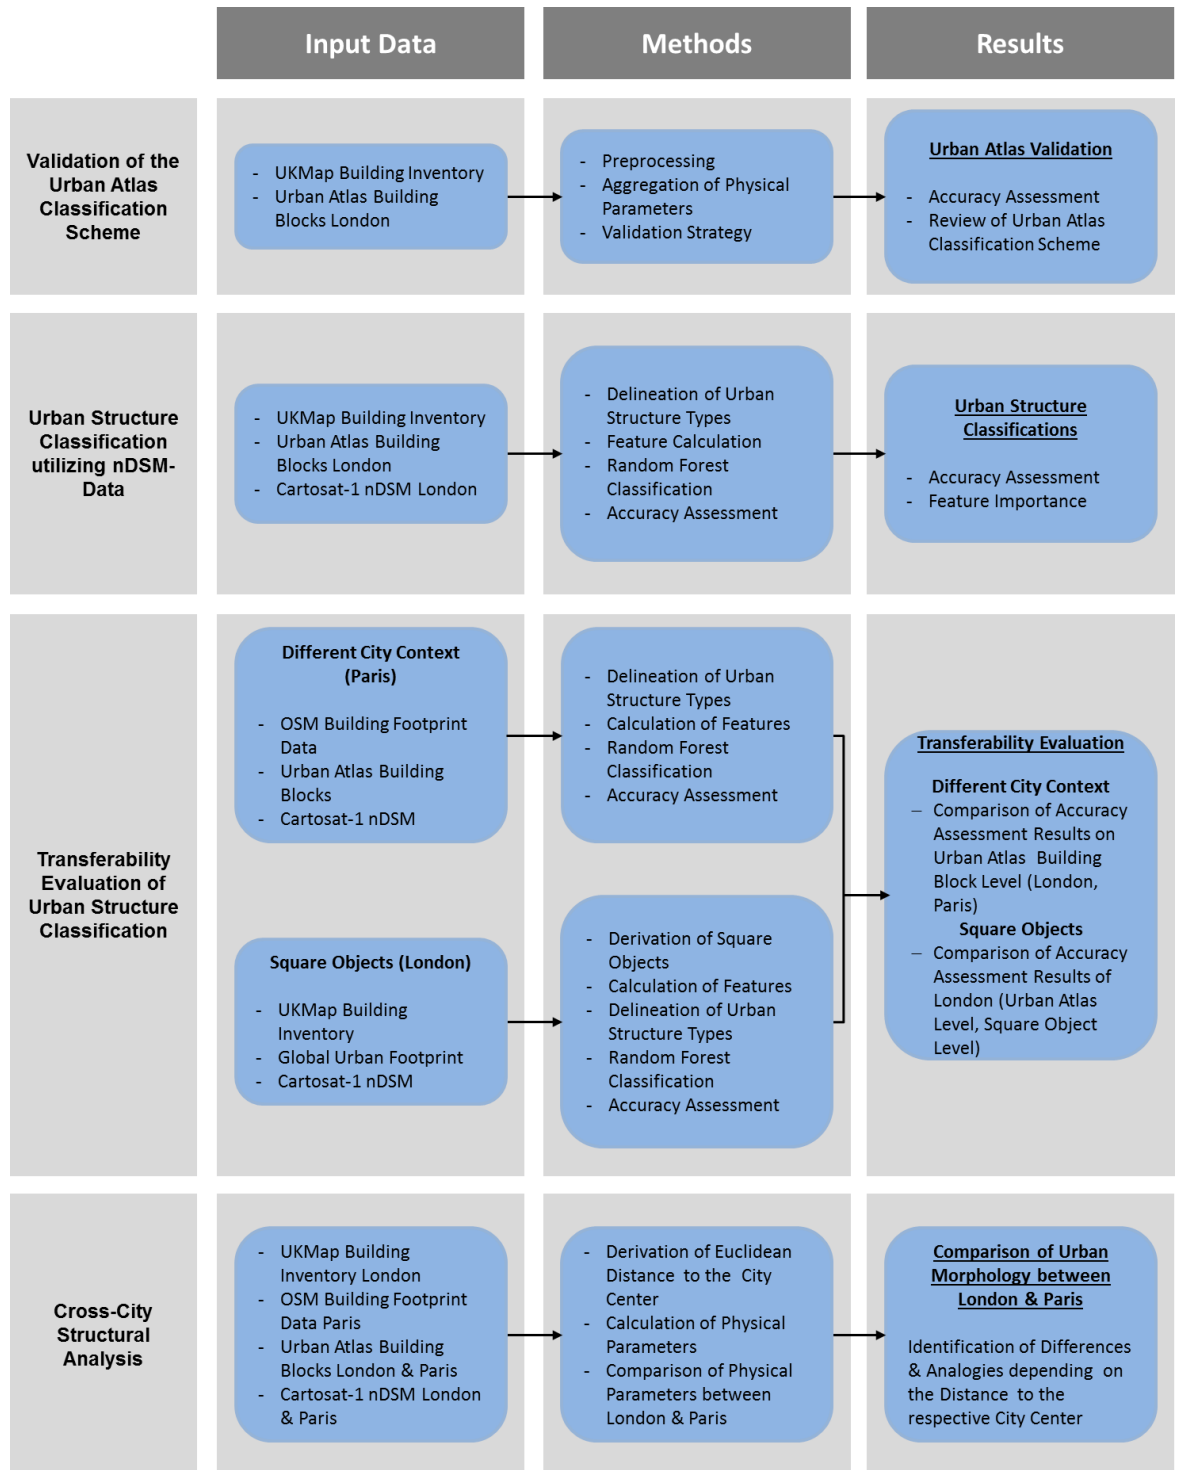 Input Data
Methods
Results
Validation of the
Urban Atlas
Classification
Scheme
- UKMap Building Inventory
- Urban Atlas Building
Blocks London
- Preprocessing
- Aggregation of Physical
Parameters
- Validation Strategy
Urban Atlas Validation
- Accuracy Assessment
- Review of Urban Atlas
Classification Scheme
Urban Structure
Classification
utilizing nDSM-
Data
- UKMap Building Inventory
- Urban Atlas Building
Blocks London
- Cartosat-1 nDSM London
- Delineation of Urban
Structure Types
- Feature Calculation
- Random Forest
Classification
- Accuracy Assessment
Urban Structure
Classifications
- Accuracy Assessment
- Feature Importance
Transferability
Evaluation of
Urban Structure
Classification
Different City Context
(Paris)
- OSM Building Footprint
Data
- Urban Atlas Building
Blocks
- Cartosat-1 nDSM
- Delineation of Urban
Structure Types
- Calculation of Features
- Random Forest
Classification
- Accuracy Assessment
Square Objects (London)
- UKMap Building
Inventory
- Global Urban Footprint
- Cartosat-1 nDSM
- Derivation of Square
Objects
- Calculation of Features
- Delineation of Urban
Structure Types
- Random Forest
Classification
- Accuracy Assessment
Transferability Evaluation
Different City Context
– Comparison of Accuracy
Assessment Results on
Urban Atlas Building
Block Level (London,
Paris)
Square Objects
– Comparison of Accuracy
Assessment Results of
London (Urban Atlas
Level, Square Object
Level)
Cross-City
Structural
Analysis
- UKMap Building
Inventory London
- OSM Building Footprint
Data Paris
- Urban Atlas Building
Blocks London & Paris
- Cartosat-1 nDSM London
& Paris
- Derivation of Euclidean
Distance to the City
Center
- Calculation of Physical
Parameters
- Comparison of Physical
Parameters between
London & Paris
Comparison of Urban
Morphology between
London & Paris
Identification of Differences
& Analogies depending on
the Distance to the
respective City Center